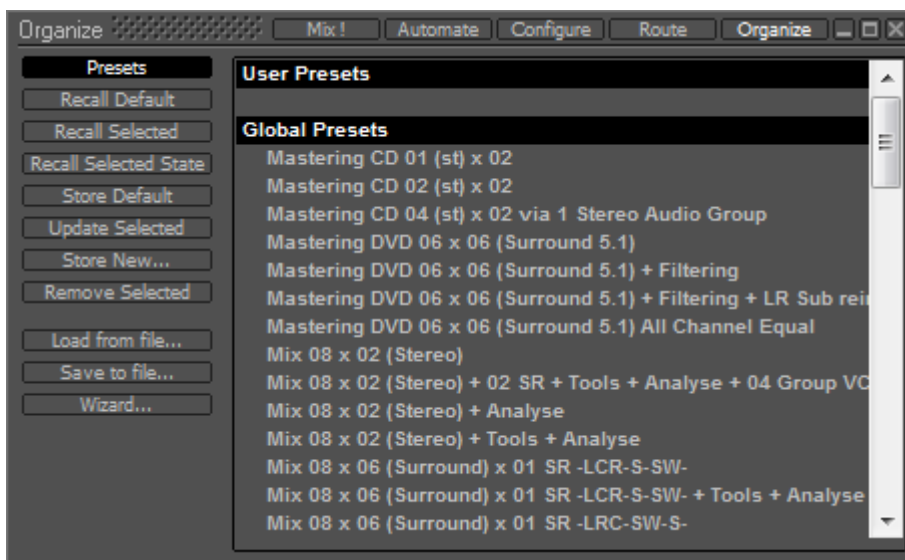 Organize
Mix !
Automate
Configure
Route
Organize
Presets
Recall Default
Recall Selected
Recall Selected State
Store Default
Update Selected
Store New...
Remove Selected
Load from file...
Save to file...
Wizard...
User Presets
Global Presets
Mastering CD 01 (st) x 02
Mastering CD 02 (st) x 02
Mastering CD 04 (st) x 02 via 1 Stereo Audio Group
Mastering DVD 06 x 06 (Surround 5.1)
Mastering DVD 06 x 06 (Surround 5.1) + Filtering
Mastering DVD 06 x 06 (Surround 5.1) + Filtering + LR Sub rei
Mastering DVD 06 x 06 (Surround 5.1) All Channel Equal
Mix 08 x 02 (Stereo)
Mix 08 x 02 (Stereo) + 02 SR + Tools + Analyse + 04 Group VC
Mix 08 x 02 (Stereo) + Analyse
Mix 08 x 02 (Stereo) + Tools + Analyse
Mix 08 x 06 (Surround) x 01 SR -LCR-S-SW-
Mix 08 x 06 (Surround) x 01 SR -LCR-S-SW- + Tools + Analyse
Mix 08 x 06 (Surround) x 01 SR -LRC-SW-S-